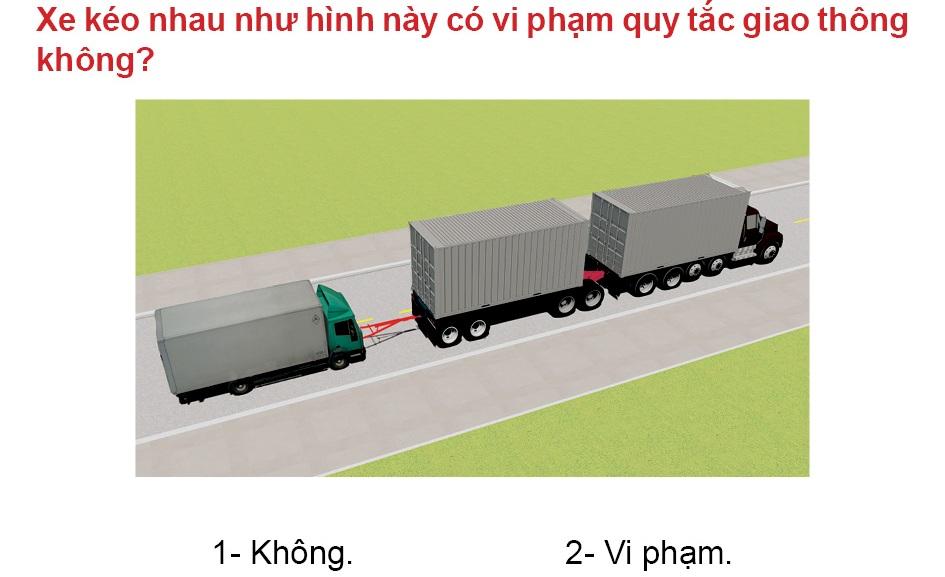 Xe kéo nhau như hình này có vi phạm quy tắc giao thông
không?
1- Không. 2- Vi phạm.